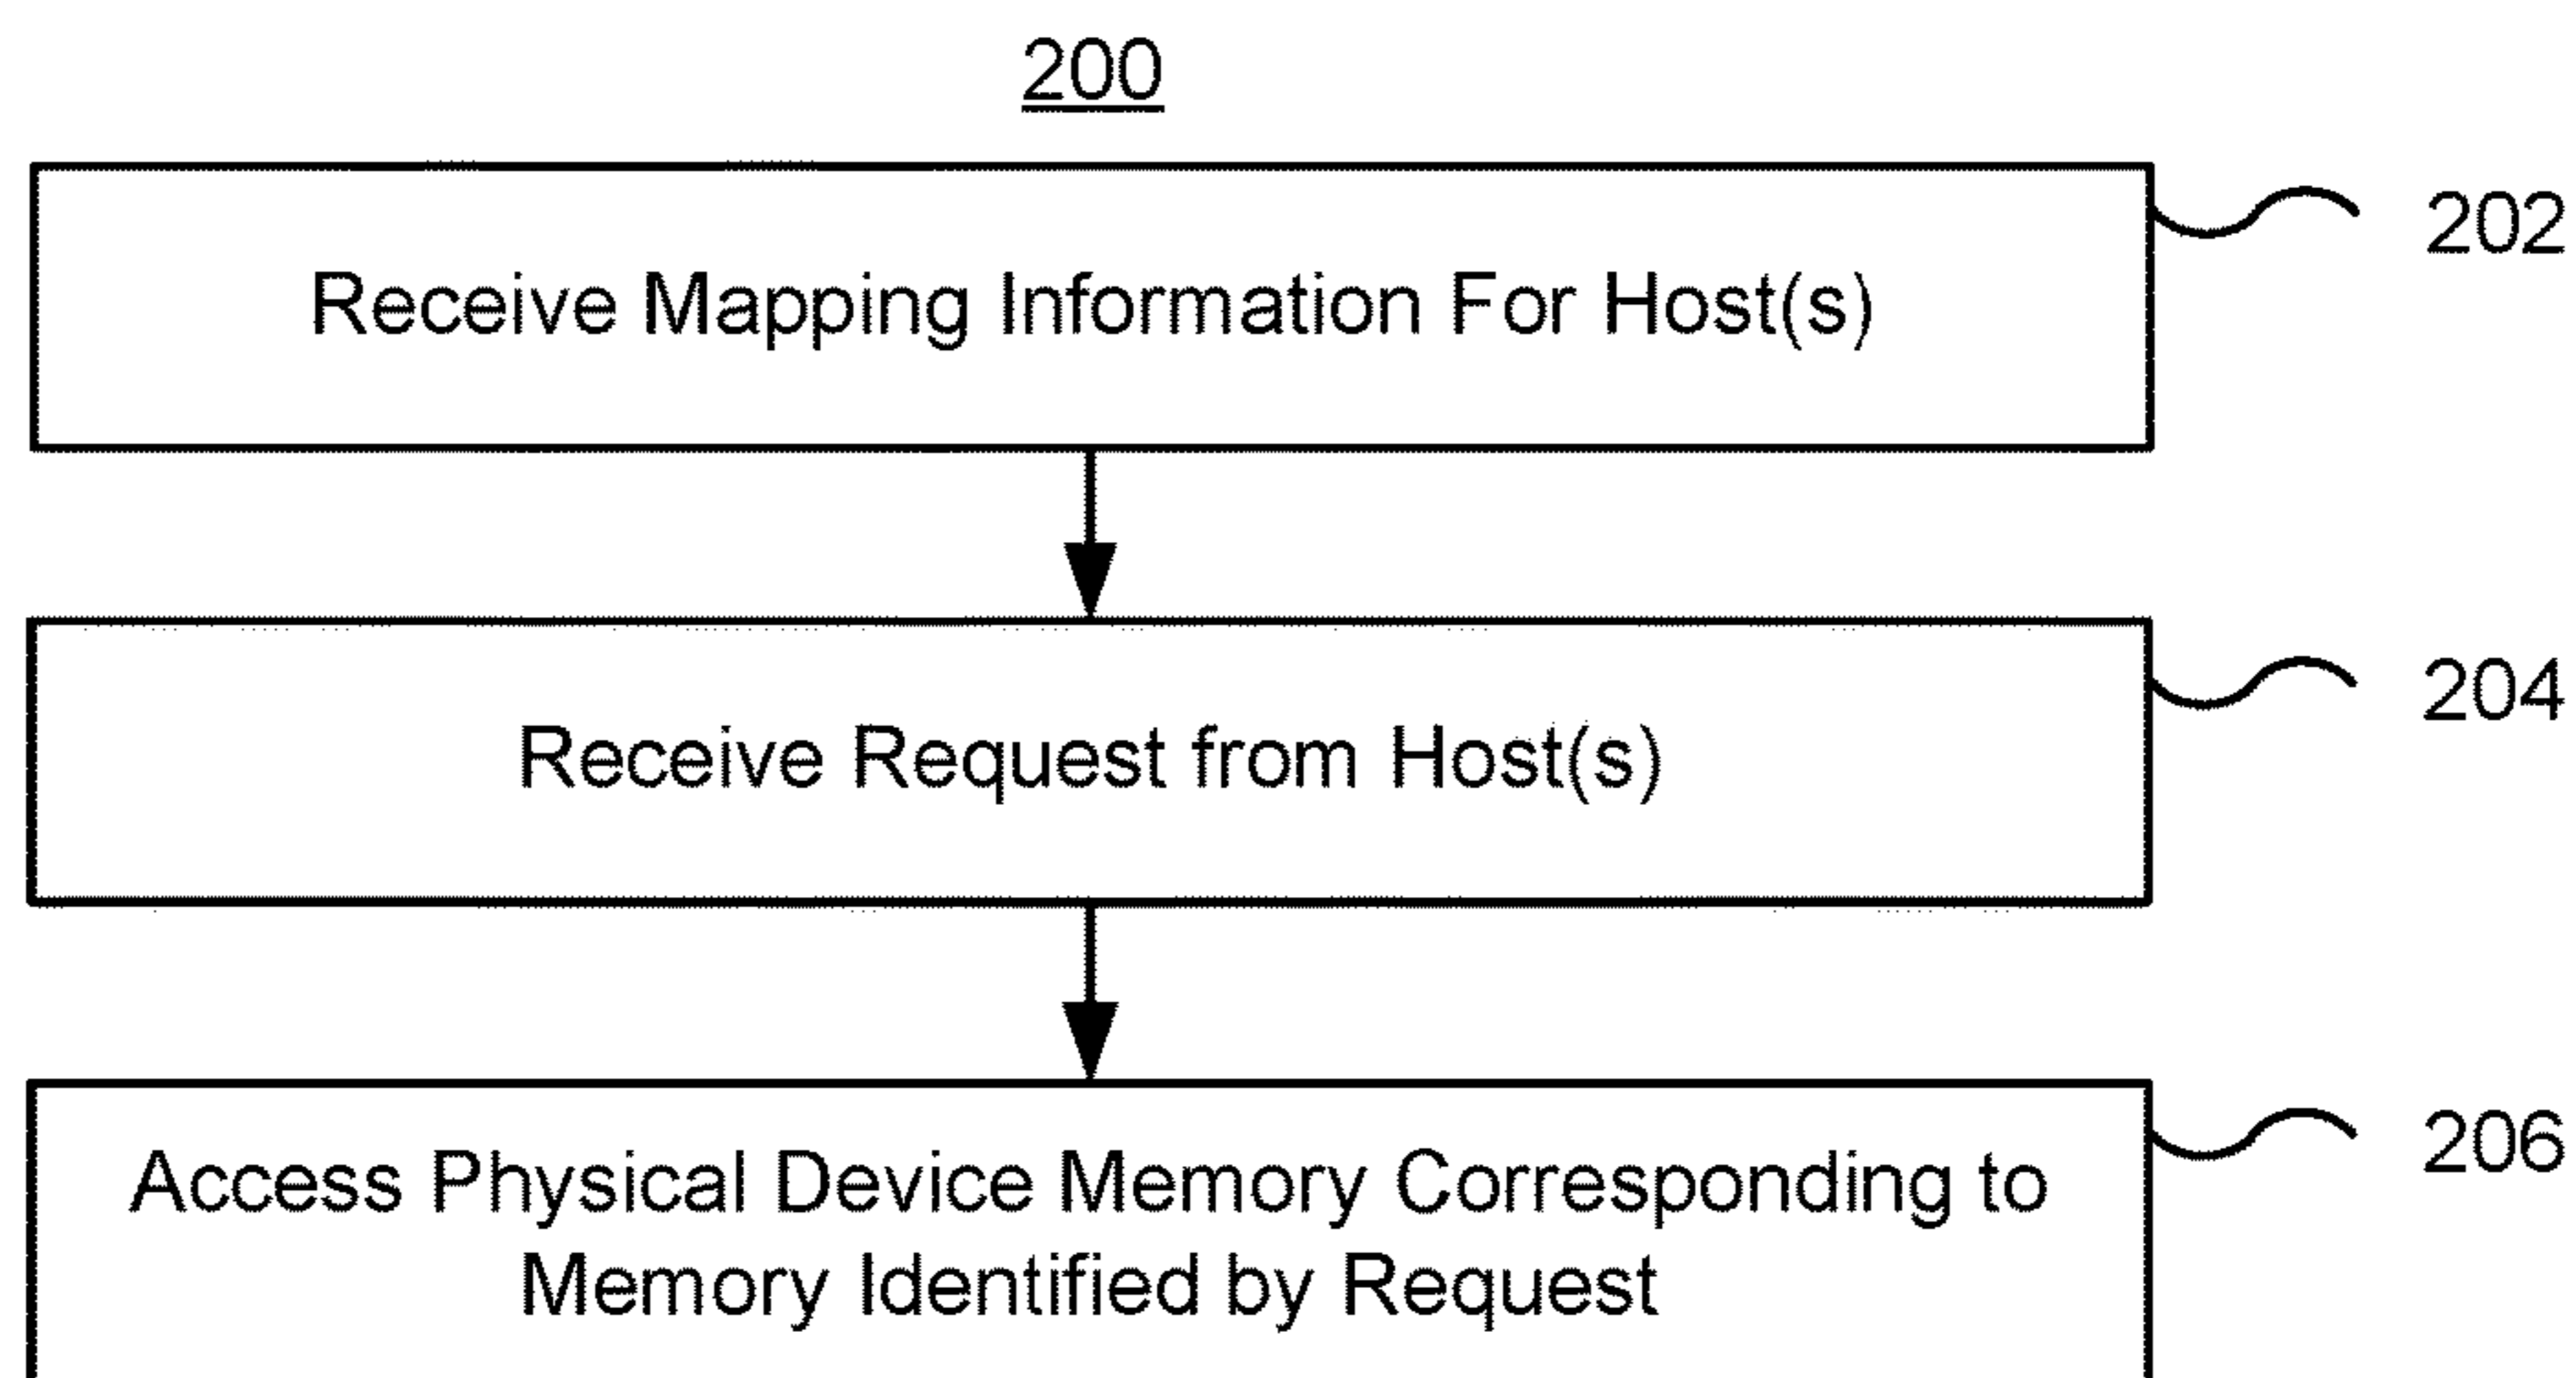 200
Receive Mapping Information For Host(s)
202
Receive Request from Host(s)
204
Access Physical Device Memory Corresponding to
Memory Identified by Request
206